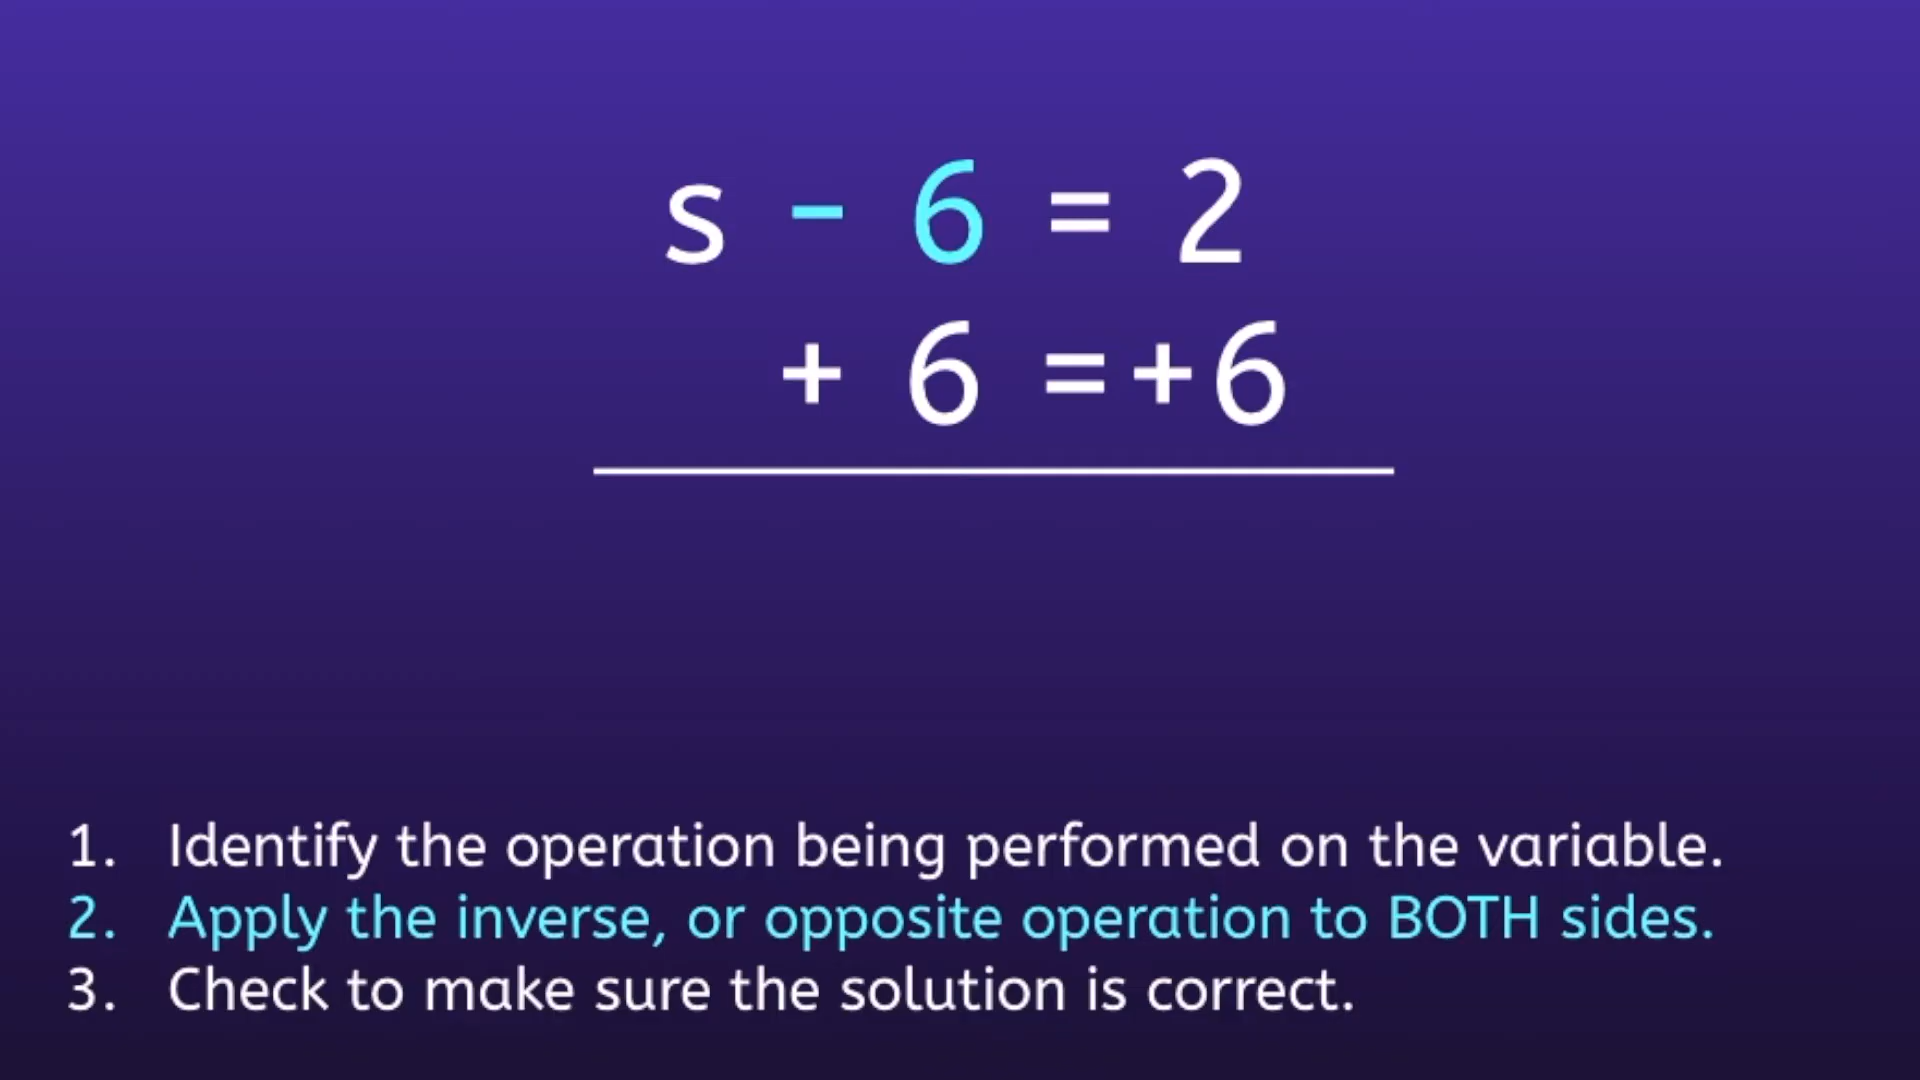 s - 6 = 2
+ 6 =+6
1. Identify the operation being performed on the variable.
2. Apply the inverse, or opposite operation to BOTH sides.
3. Check to make sure the solution is correct.